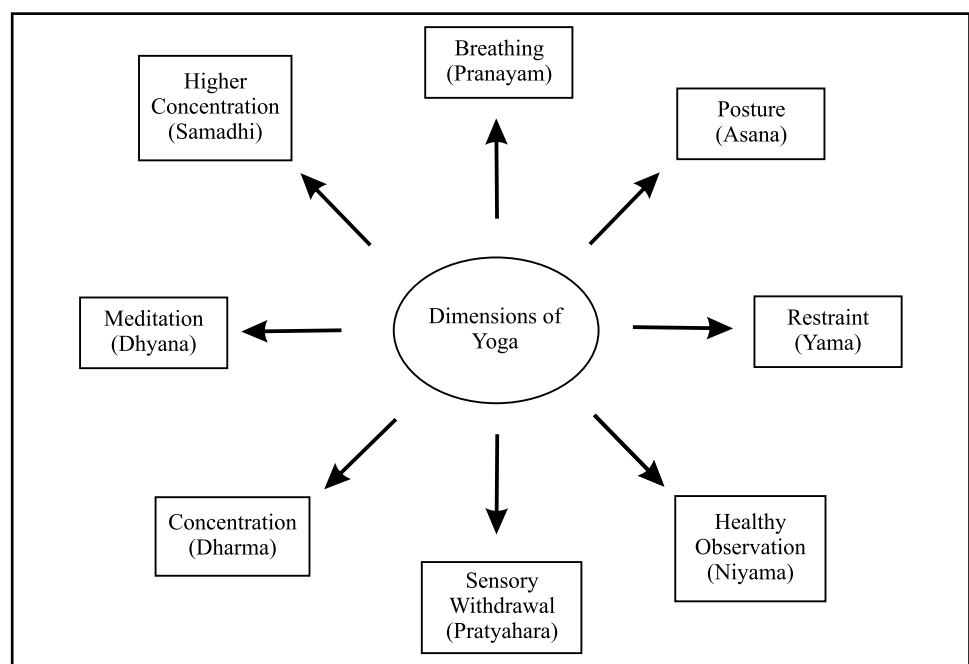 Breathing
(Pranayam)
Higher
Concentration
(Samadhi)
Posture
(Asana)
Meditation
(Dhyana)
Dimensions of
Yoga
Restraint
(Yama)
Concentration
(Dharma)
Healthy
Observation
(Niyama)
Sensory
Withdrawal
(Pratyahara)